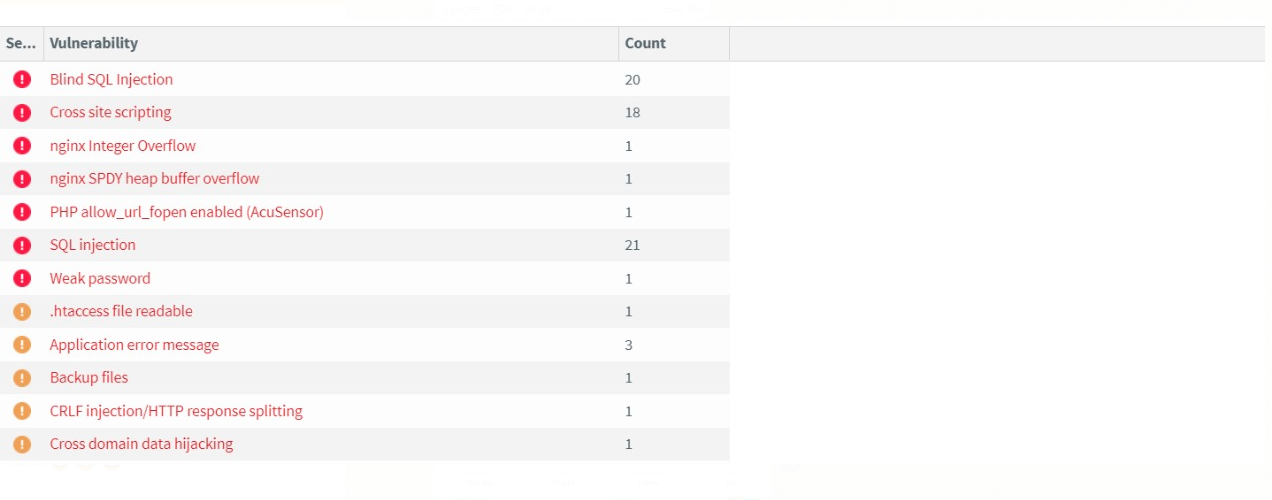 Se... Vulnerability Count
Blind SQL Injection 20
Cross site scripting 18
nginx Integer Overflow 1
nginx SPDY heap buffer overflow 1
PHP allow_url_fopen enabled (AcuSensor) 1
SQL injection 21
Weak password 1
.htaccess file readable 1
Application error message 3
Backup files 1
CRLF injection/HTTP response splitting 1
Cross domain data hijacking 1